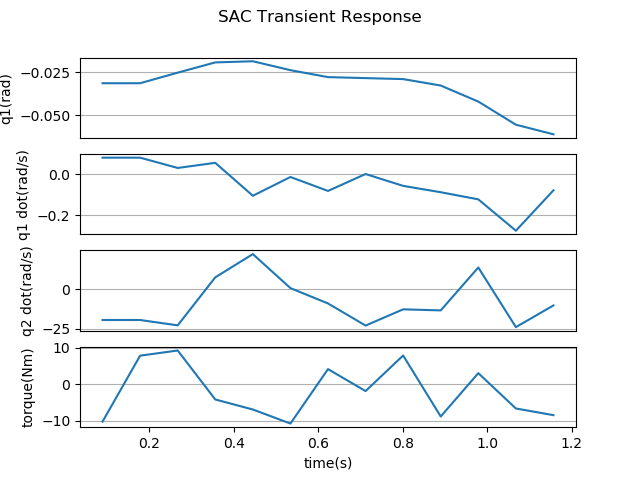 SAC Transient Response
q1(rad)
−0.025
−0.050
q1 dot(rad/s)
0.0
−0.2
q2 dot(rad/s)
0
−25
torque(Nm)
10
0
−10
0.2 0.4 0.6 0.8 1.0 1.2
time(s)